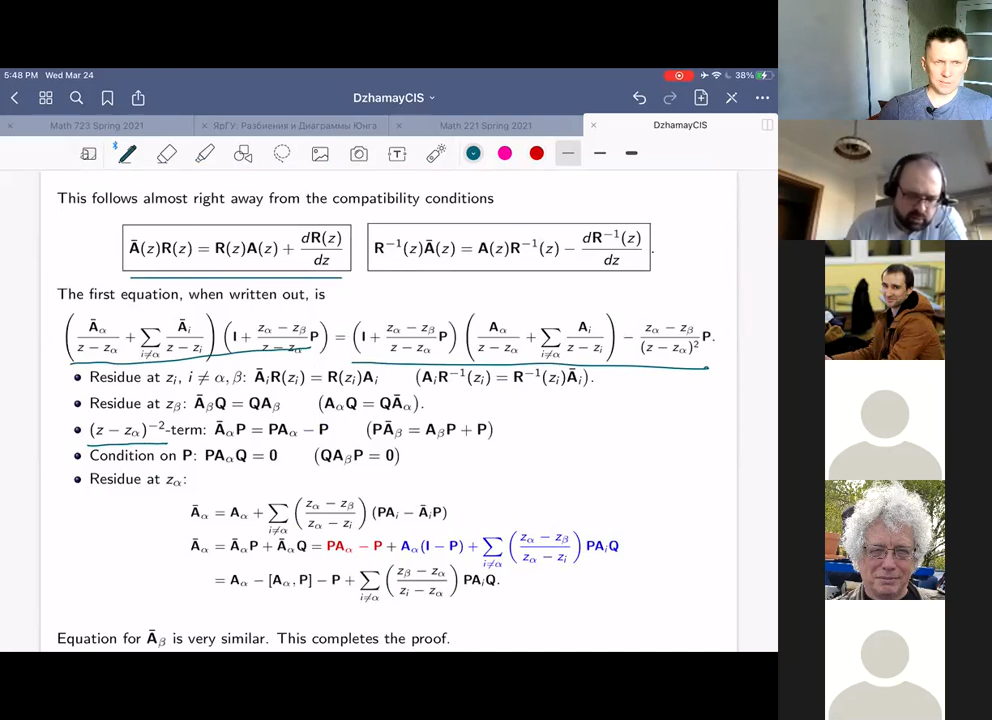 5:48 PM Wed Mar 24
38%
DzhamayCIS
Math 723 Spring 2021
ЯрГУ: Разбиения и Диаграммы Юнга
Math 221 Spring 2021
DzhamayCIS
This follows almost right away from the compatibility conditions
Ā(z)R(z) = R(z)A(z) + dR(z)/dz
R⁻¹(z)Ā(z) = A(z)R⁻¹(z) − dR⁻¹(z)/dz .
The first equation, when written out, is
(Ā_α/(z − z_α) + ∑_{i≠α} Ā_i/(z − z_i)) (I + (z_α − z_β)/(z − z_α) P) = (I + (z_α − z_β)/(z − z_α) P) (A_α/(z − z_α) + ∑_{i≠α} A_i/(z − z_i)) − (z_α − z_β)/(z − z_α)² P.
• Residue at z_i, i ≠ α, β: Ā_iR(z_i) = R(z_i)A_i (A_iR⁻¹(z_i) = R⁻¹(z_i)Ā_i).
• Residue at z_β: Ā_βQ = QA_β (A_αQ = QĀ_α).
• (z − z_α)⁻²-term: Ā_αP = PA_α − P (PĀ_β = A_βP + P)
• Condition on P: PA_αQ = 0 (QA_βP = 0)
• Residue at z_α:
Ā_α = A_α + ∑_{i≠α} ((z_α − z_β)/(z_α − z_i)) (PA_i − Ā_iP)
Ā_α = Ā_αP + Ā_αQ = PA_α − P + A_α(I − P) + ∑_{i≠α} ((z_α − z_β)/(z_α − z_i)) PA_iQ
= A_α − [A_α, P] − P + ∑_{i≠α} ((z_β − z_α)/(z_i − z_α)) PA_iQ.
Equation for Ā_β is very similar. This completes the proof.